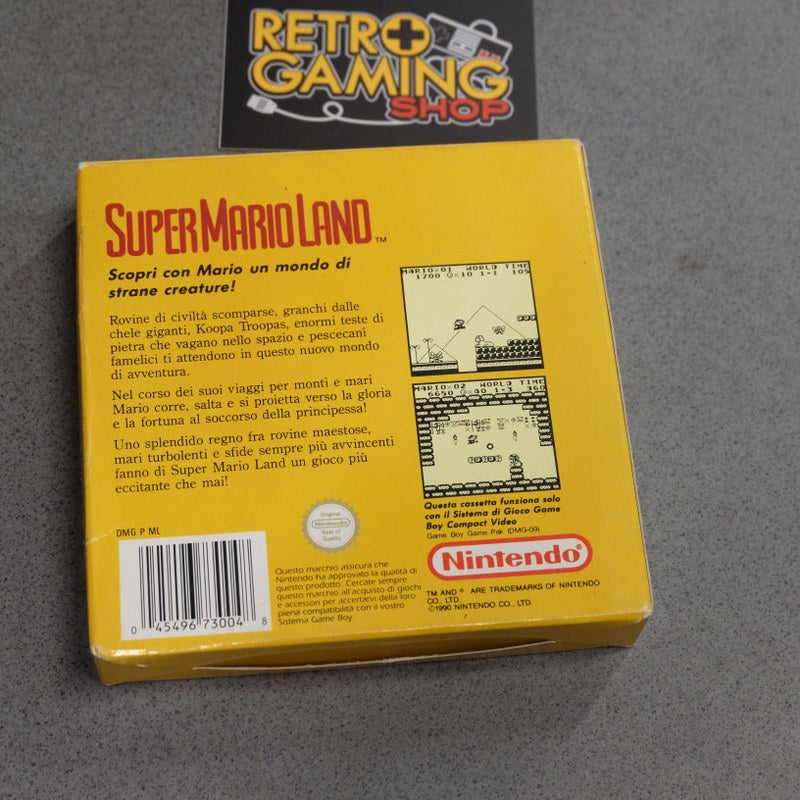 RETRO
GAMING
SHOP
SUPER MARIO LAND™
Scopri con Mario un mondo di
strane creature!
Rovine di civiltà scomparse, granchi dalle
chele giganti, Koopa Troopas, enormi teste di
pietra che vagano nello spazio e pescecani
famelici ti attendono in questo nuovo mondo
di avventura.
Nel corso dei suoi viaggi per monti e mari
Mario corre, salta e si proietta verso la gloria
e la fortuna al soccorso della principessa!
Uno splendido regno fra rovine maestose,
mari turbolenti e sfide sempre più avvincenti
fanno di Super Mario Land un gioco più
eccitante che mai!
MARIO×01 WORLD TIME
1700 ×10 1-1 105
MARIO×02 WORLD TIME
6650 ×40 1-3 360
Questa cassetta funziona solo
con il Sistema di Gioco Game
Boy Compact Video
Game Boy Game Pak (DMG-09)
Nintendo®
TM AND ® ARE TRADEMARKS OF NINTENDO
CO., LTD.
©1990 NINTENDO CO., LTD.
DMG P ML
0 45496 73004 8
Original
Nintendo
Seal of
Quality
Questo marchio assicura che
Nintendo ha approvato la qualità di
questo prodotto. Cercate sempre
questo marchio all'acquisto di giochi
e accessori per accertarvi della loro
piena compatibilità con il vostro
Sistema Game Boy.